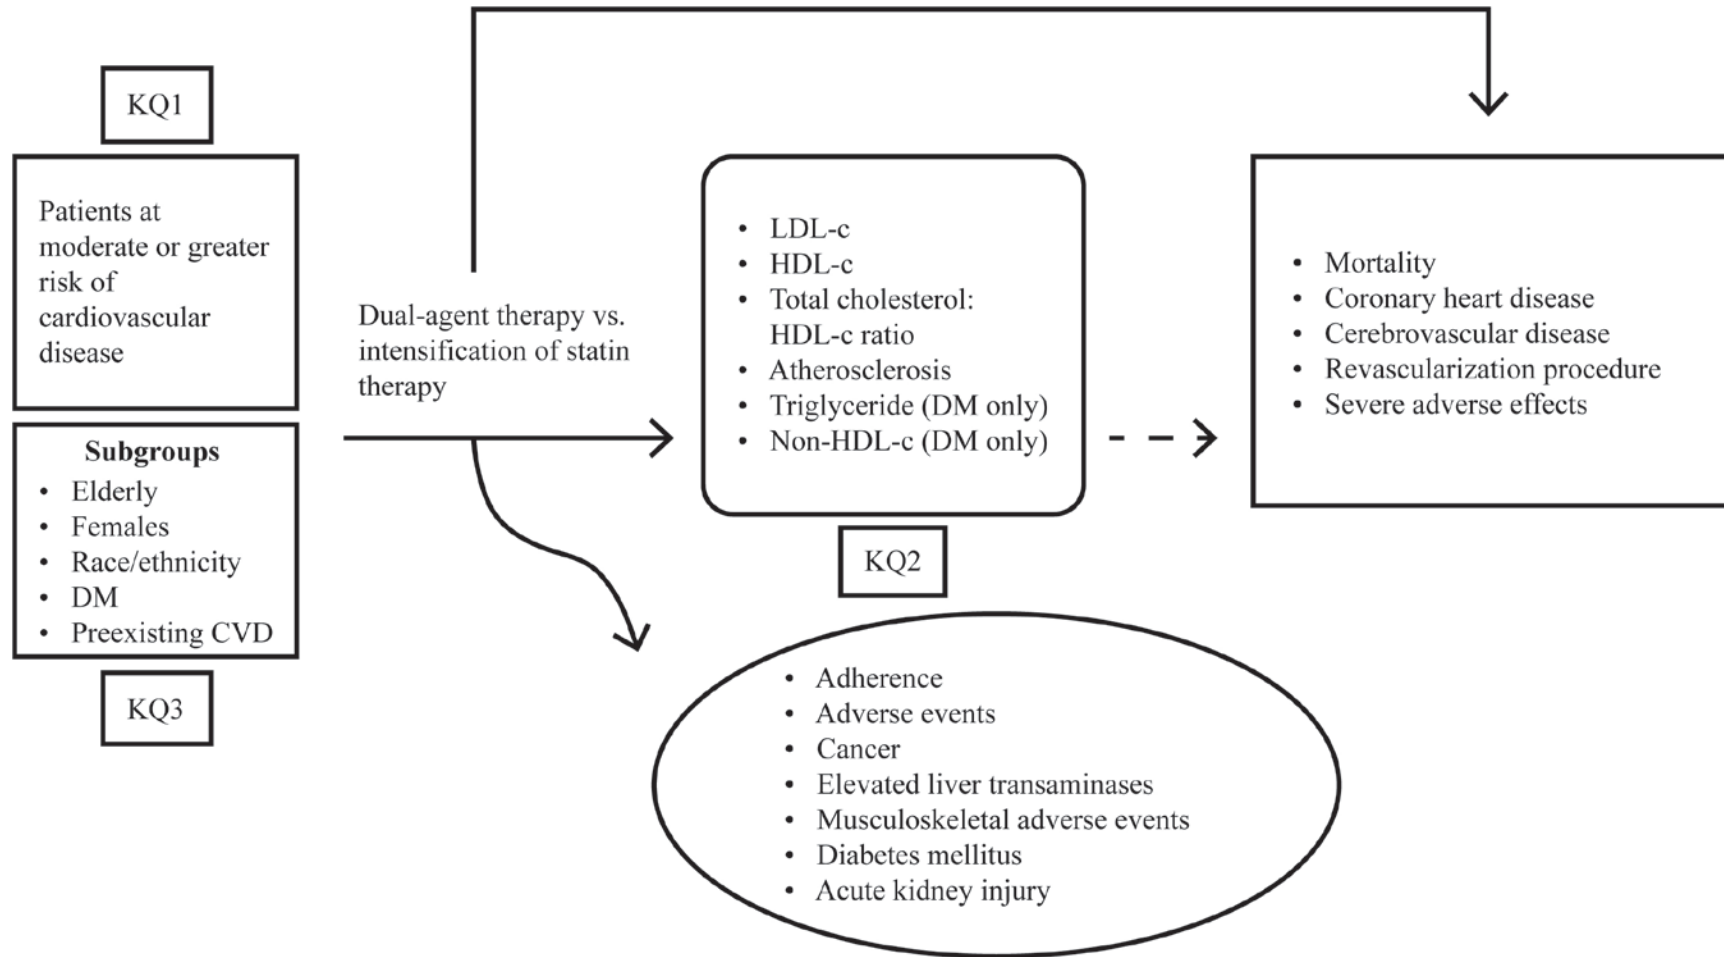 KQ1
Patients at
moderate or greater
risk of
cardiovascular
disease
Subgroups
• Elderly
• Females
• Race/ethnicity
• DM
• Preexisting CVD
KQ3
Dual-agent therapy vs.
intensification of statin
therapy
• LDL-c
• HDL-c
• Total cholesterol:
HDL-c ratio
• Atherosclerosis
• Triglyceride (DM only)
• Non-HDL-c (DM only)
KQ2
• Adherence
• Adverse events
• Cancer
• Elevated liver transaminases
• Musculoskeletal adverse events
• Diabetes mellitus
• Acute kidney injury
• Mortality
• Coronary heart disease
• Cerebrovascular disease
• Revascularization procedure
• Severe adverse effects